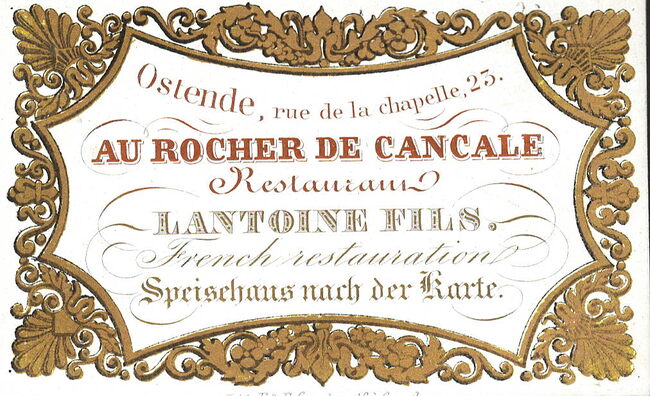 Ostende, rue de la chapelle, 23.
AU ROCHER DE CANCALE
Restaurant
LANTOINE FILS.
French restauration
Speisehaus nach der Karte.